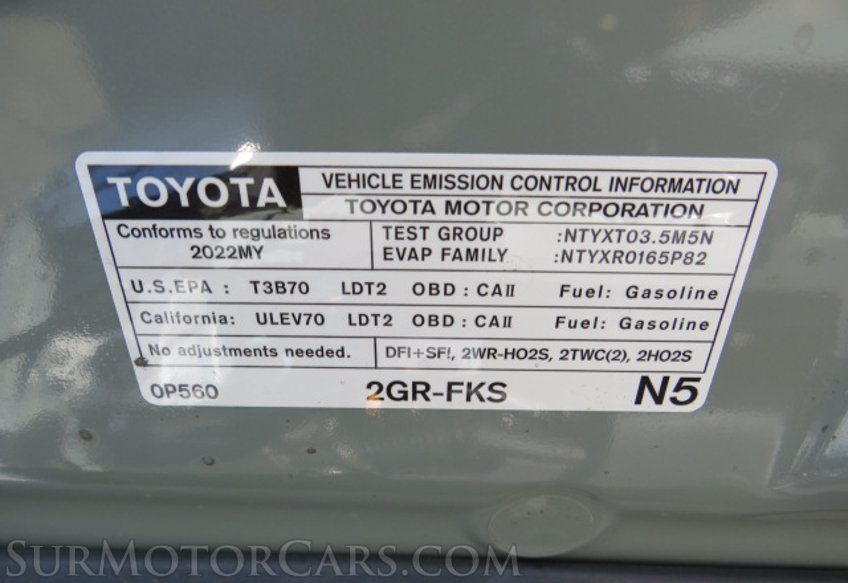 TOYOTA
VEHICLE EMISSION CONTROL INFORMATION
TOYOTA MOTOR CORPORATION
Conforms to regulations
2022MY
TEST GROUP :NTYXT03.5M5N
EVAP FAMILY :NTYXR0165P82
U.S.EPA : T3B70 LDT2 OBD : CAII Fuel: Gasoline
California: ULEV70 LDT2 OBD : CAII Fuel: Gasoline
No adjustments needed.
DFI+SFI, 2WR-HO2S, 2TWC(2), 2HO2S
0P560 2GR-FKS N5
SurMotorCars.com